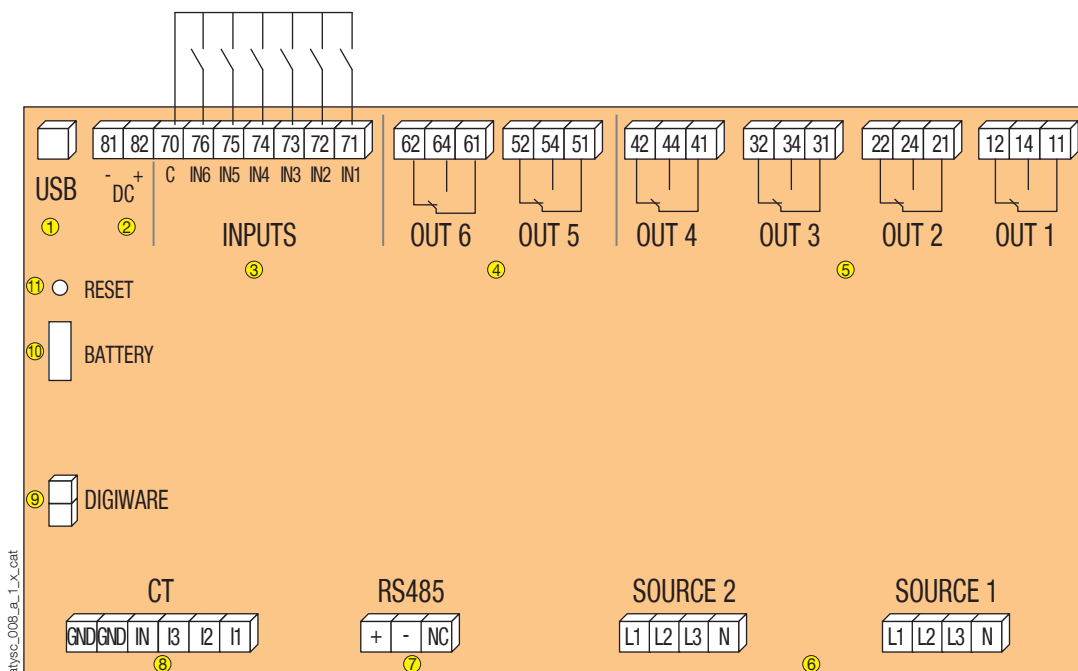 81 82 70 76 75 74 73 72 71
62 64 61
52 54 51
42 44 41
32 34 31
22 24 21
12 14 11
- +
DC
C IN6 IN5 IN4 IN3 IN2 IN1
USB
1
2
INPUTS
3
OUT 6
OUT 5
4
OUT 4
OUT 3
OUT 2
OUT 1
5
11 RESET
10 BATTERY
9 DIGIWARE
CT
GND GND IN I3 I2 I1
8
RS485
+ - NC
7
SOURCE 2
L1 L2 L3 N
SOURCE 1
L1 L2 L3 N
6
atysc_008_a_1_x_cat